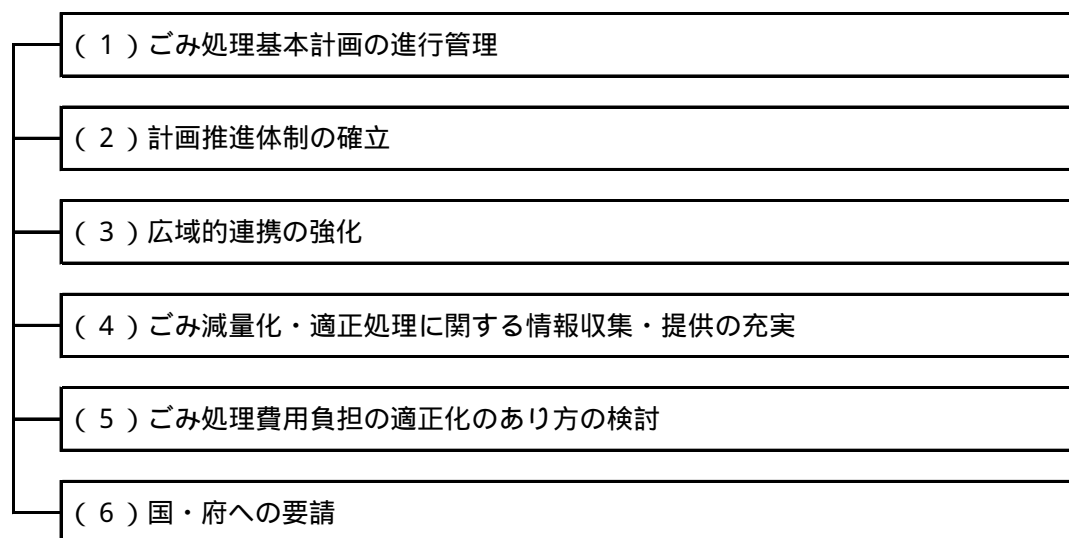 (1)ごみ処理基本計画の進行管理
(2)計画推進体制の確立
(3)広域的連携の強化
(4)ごみ減量化・適正処理に関する情報収集・提供の充実
(5)ごみ処理費用負担の適正化のあり方の検討
(6)国・府への要請